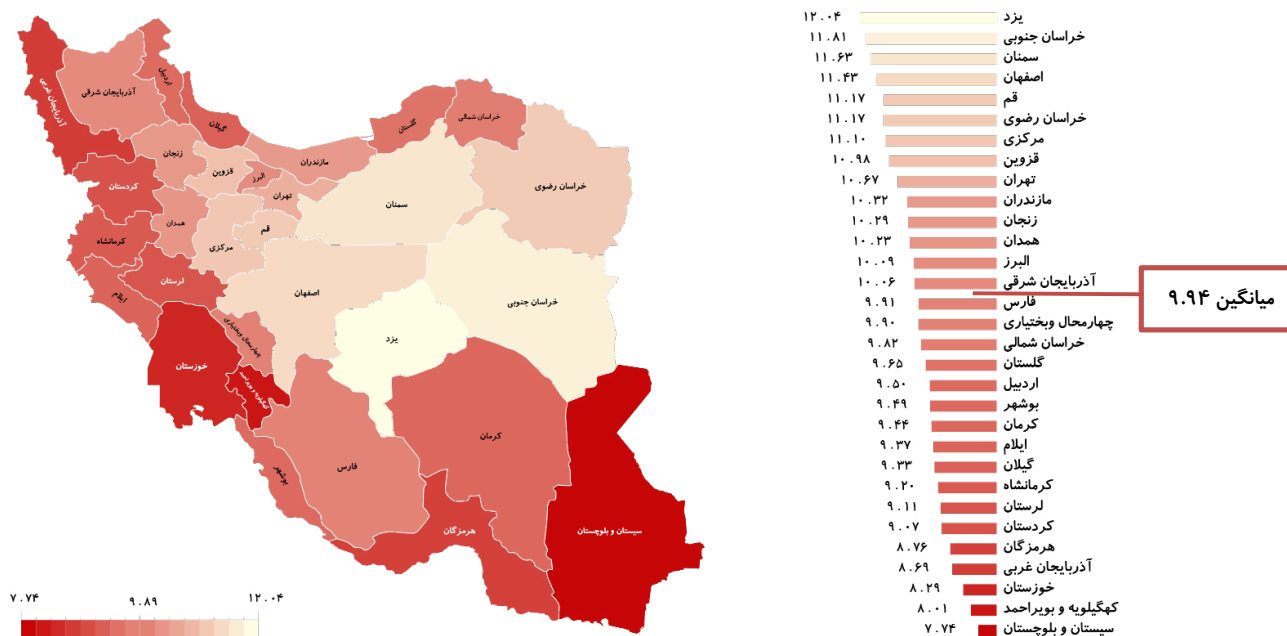 اردبیل
آذربایجان شرقی
آذربایجان غربی
گیلان
گلستان
خراسان شمالی
زنجان
مازندران
قزوین
البرز
تهران
خراسان رضوی
کردستان
سمنان
همدان
قم
کرمانشاه
مرکزی
لرستان
اصفهان
ایلام
خراسان جنوبی
چهارمحال وبختیاری
یزد
خوزستان
کهگیلویه و بویراحمد
کرمان
فارس
بوشهر
هرمزگان
سیستان و بلوچستان
۷.۷۴
۹.۸۹
۱۲.۰۴
یزد ۱۲.۰۴
خراسان جنوبی ۱۱.۸۱
سمنان ۱۱.۶۳
اصفهان ۱۱.۴۳
قم ۱۱.۱۷
خراسان رضوی ۱۱.۱۷
مرکزی ۱۱.۱۰
قزوین ۱۰.۹۸
تهران ۱۰.۶۷
مازندران ۱۰.۳۲
زنجان ۱۰.۲۹
همدان ۱۰.۲۳
البرز ۱۰.۰۹
آذربایجان شرقی ۱۰.۰۶
فارس ۹.۹۱
چهارمحال وبختیاری ۹.۹۰
خراسان شمالی ۹.۸۲
گلستان ۹.۶۵
اردبیل ۹.۵۰
بوشهر ۹.۴۹
کرمان ۹.۴۴
ایلام ۹.۳۷
گیلان ۹.۳۳
کرمانشاه ۹.۲۰
لرستان ۹.۱۱
کردستان ۹.۰۷
هرمزگان ۸.۷۶
آذربایجان غربی ۸.۶۹
خوزستان ۸.۲۹
کهگیلویه و بویراحمد ۸.۰۱
سیستان و بلوچستان ۷.۷۴
میانگین ۹.۹۴